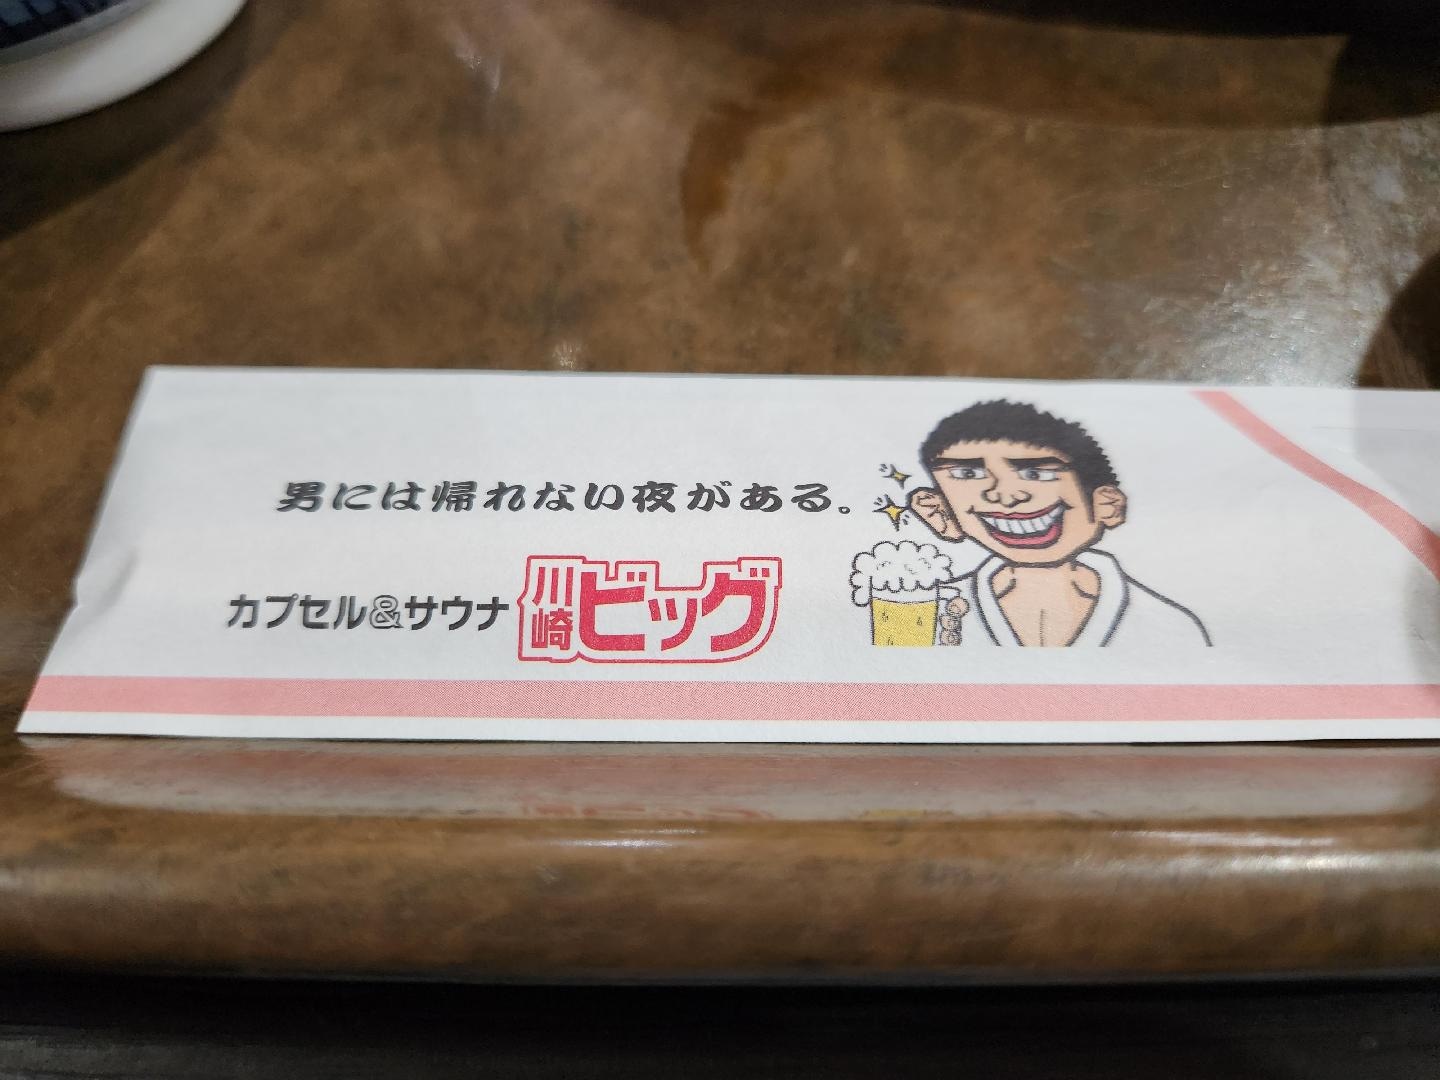 男には帰れない夜がある。
カプセル&サウナ 川崎ビッグ